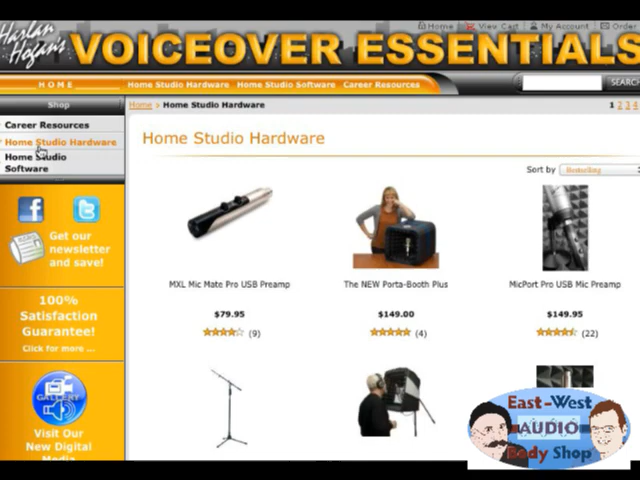 Harlan Hogan's
VOICEOVER ESSENTIALS
Home View Cart My Account Order
HOME Home Studio Hardware Home Studio Software Career Resources SEARCH
Shop
Home > Home Studio Hardware
1 2 3 4
Career Resources
Home Studio Hardware
Home Studio
Software
Home Studio Hardware
Sort by Bestselling
Get our
newsletter
and save!
MXL Mic Mate Pro USB Preamp
$79.95
(9)
The NEW Porta-Booth Plus
$149.00
(4)
MicPort Pro USB Mic Preamp
$149.95
(22)
100%
Satisfaction
Guarantee!
Click for more ...
GALLERY
Visit Our
New Digital
Media
East-West
AUDIO
Body Shop